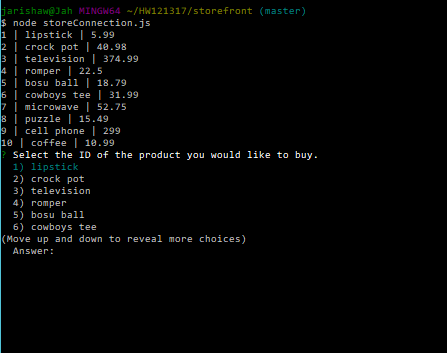 jarishaw@Jah MINGW64 ~/HW121317/storefront (master)
$ node storeConnection.js
1 | lipstick | 5.99
2 | crock pot | 40.98
3 | television | 374.99
4 | romper | 22.5
5 | bosu ball | 18.79
6 | cowboys tee | 31.99
7 | microwave | 52.75
8 | puzzle | 15.49
9 | cell phone | 299
10 | coffee | 10.99
? Select the ID of the product you would like to buy.
1) lipstick
2) crock pot
3) television
4) romper
5) bosu ball
6) cowboys tee
(Move up and down to reveal more choices)
Answer: